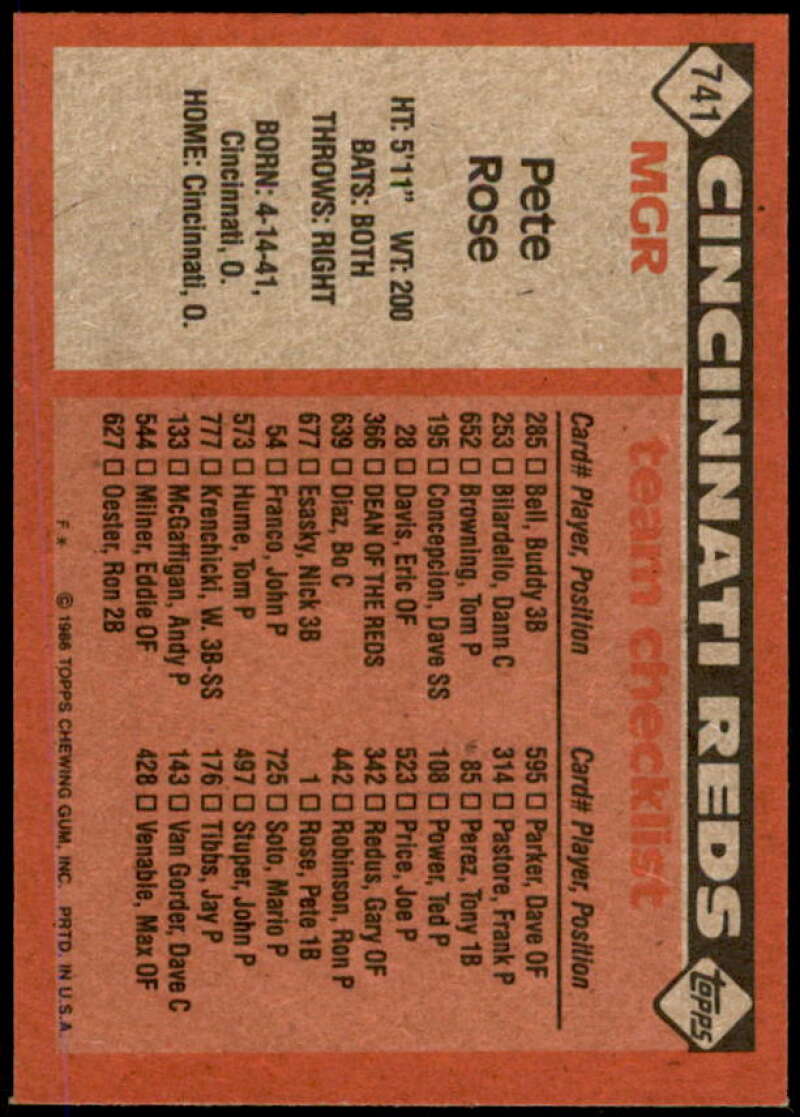 741 CINCINNATI REDS topps
MGR
Pete
Rose
HT: 5'11" WT: 200
BATS: BOTH
THROWS: RIGHT
BORN: 4-14-41,
Cincinnati, O.
HOME: Cincinnati, O.
team checklist
Card# Player, Position
285 Bell, Buddy 3B
253 Bilardello, Dann C
652 Browning, Tom P
195 Concepcion, Dave SS
28 Davis, Eric OF
366 DEAN OF THE REDS
639 Diaz, Bo C
677 Esasky, Nick 3B
54 Franco, John P
573 Hume, Tom P
777 Krenchicki, W. 3B-SS
133 McGaffigan, Andy P
544 Milner, Eddie OF
627 Oester, Ron 2B
Card# Player, Position
595 Parker, Dave OF
314 Pastore, Frank P
85 Perez, Tony 1B
108 Power, Ted P
523 Price, Joe P
342 Redus, Gary OF
442 Robinson, Ron P
1 Rose, Pete 1B
725 Soto, Mario P
497 Stuper, John P
176 Tibbs, Jay P
143 Van Gorder, Dave C
428 Venable, Max OF
F * © 1986 TOPPS CHEWING GUM, INC. PRTD. IN U.S.A.